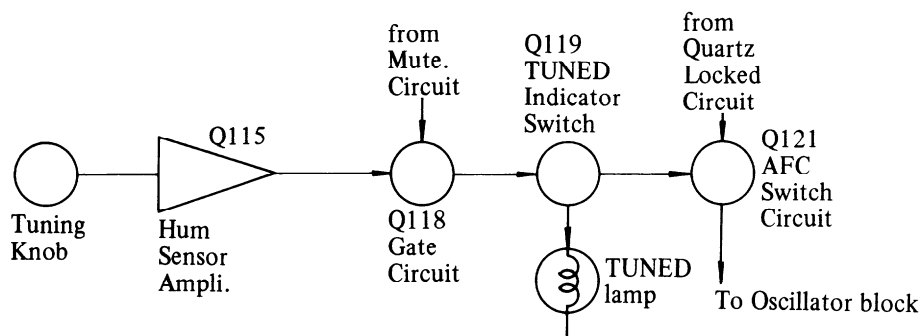 Tuning
Knob
Q115
Hum
Sensor
Ampli.
from
Mute.
Circuit
Q118
Gate
Circuit
Q119
TUNED
Indicator
Switch
TUNED
lamp
from
Quartz
Locked
Circuit
Q121
AFC
Switch
Circuit
To Oscillator block